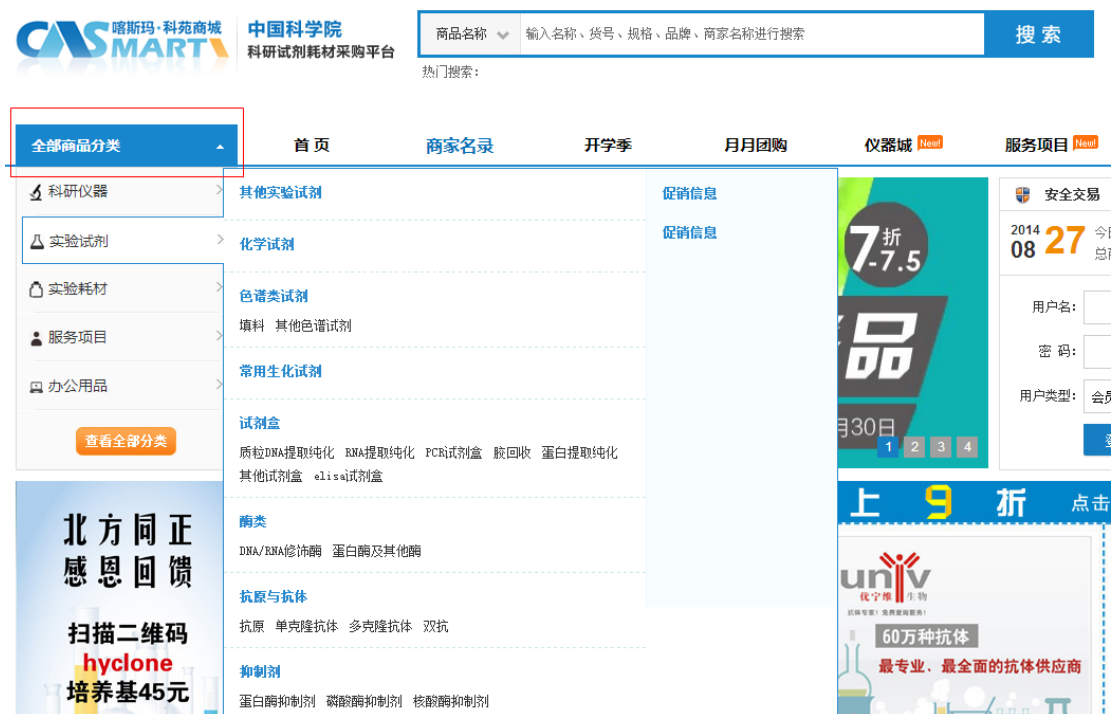 喀斯玛·科苑商城
CASMART
中国科学院
科研试剂耗材采购平台
商品名称
输入名称、货号、规格、品牌、商家名称进行搜索
搜 索
热门搜索：
全部商品分类
首 页
商家名录
开学季
月月团购
仪器城 New!
服务项目 New!
科研仪器
实验试剂
实验耗材
服务项目
办公用品
查看全部分类
其他实验试剂
化学试剂
色谱类试剂
填料 其他色谱试剂
常用生化试剂
试剂盒
质粒DNA提取纯化 RNA提取纯化 PCR试剂盒 胶回收 蛋白提取纯化
其他试剂盒 elisa试剂盒
酶类
DNA/RNA修饰酶 蛋白酶及其他酶
抗原与抗体
抗原 单克隆抗体 多克隆抗体 双抗
抑制剂
蛋白酶抑制剂 磷酸酶抑制剂 核酸酶抑制剂
促销信息
促销信息
7折
-7.5
品
月30日
1 2 3 4
安全交易
2014
08 27
今日
用户名：
密 码：
用户类型： 会员
北方同正
感恩回馈
扫描二维码
hyclone
培养基45元
上 9 折 点击
univ
优宁维 生物
抗体专家！免费查询服务！
60万种抗体
最专业、最全面的抗体供应商